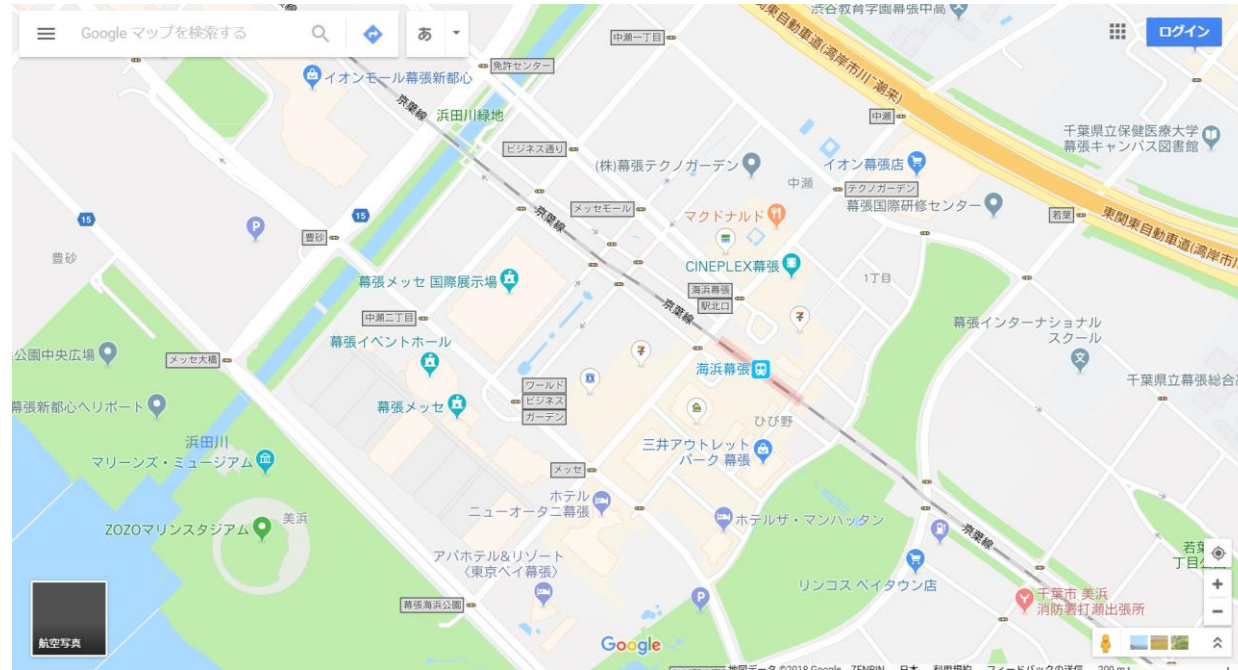 Google マップを検索する
あ
ログイン
渋谷教育学園幕張中高
中瀬一丁目
東関東自動車道(湾岸市川~潮来)
免許センター
イオンモール幕張新都心
京葉線
浜田川緑地
中瀬
千葉県立保健医療大学
幕張キャンパス図書館
ビジネス通り
(株)幕張テクノガーデン
イオン幕張店
中瀬
テクノガーデン
幕張国際研修センター
15
15
京葉線
メッセモール
マクドナルド
若葉
東関東自動車道(湾岸市川
豊砂
豊砂
幕張メッセ 国際展示場
CINEPLEX幕張
1丁目
海浜幕張
駅北口
京葉線
中瀬二丁目
幕張インターナショナル
スクール
公園中央広場
メッセ大橋
幕張イベントホール
海浜幕張
千葉県立幕張総合
ワールド
ビジネス
ガーデン
幕張新都心ヘリポート
幕張メッセ
ひび野
浜田川
マリーンズ・ミュージアム
三井アウトレット
パーク 幕張
メッセ
ホテル
ニューオータニ幕張
ホテルザ・マンハッタン
美浜
ZOZOマリンスタジアム
京葉線
若葉
丁目公
アパホテル&リゾート
〈東京ベイ幕張〉
リンコス ベイタウン店
幕張海浜公園
千葉市 美浜
消防署打瀬出張所
航空写真
Google
地図データ ©2018 Google、ZENRIN 日本 利用規約 フィードバックの送信 200 m